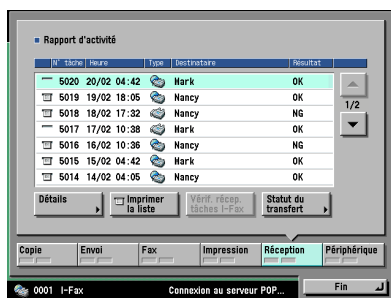 Rapport d'activité
N° tâche Heure Type Destinataire Résultat
5020 20/02 04:42 Mark OK
5019 19/02 18:05 Nancy OK
5018 18/02 17:32 Nancy NG
5017 17/02 10:38 Mark OK
5016 16/02 10:36 Nancy NG
5015 15/02 04:42 Mark OK
5014 14/02 04:05 Nancy OK
1/2
Détails
Imprimer la liste
Vérif. récep. tâches I-Fax
Statut du transfert
Copie Envoi Fax Impression Réception Périphérique
0001 I-Fax Connexion au serveur POP... Fin